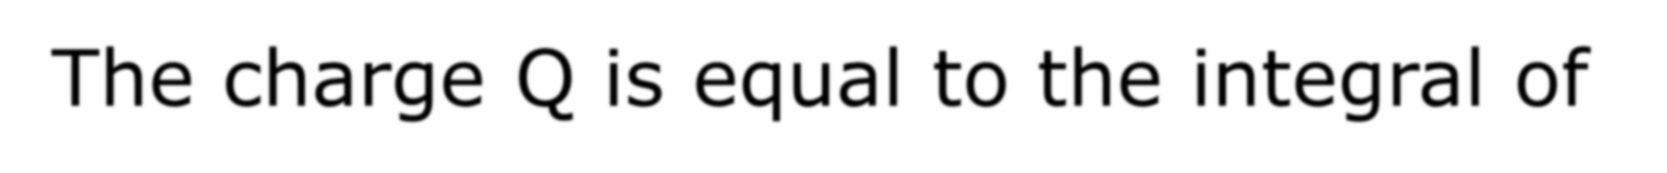 The charge Q is equal to the integral of